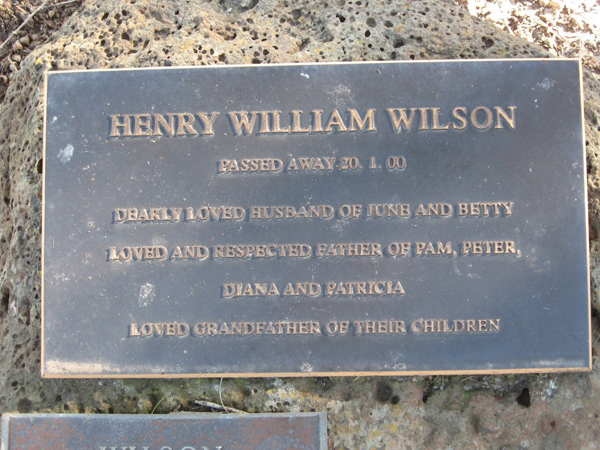 HENRY WILLIAM WILSON
PASSED AWAY 20. 1. 00
DEARLY LOVED HUSBAND OF JUNE AND BETTY
LOVED AND RESPECTED FATHER OF PAM, PETER,
DIANA AND PATRICIA
LOVED GRANDFATHER OF THEIR CHILDREN
WILSON